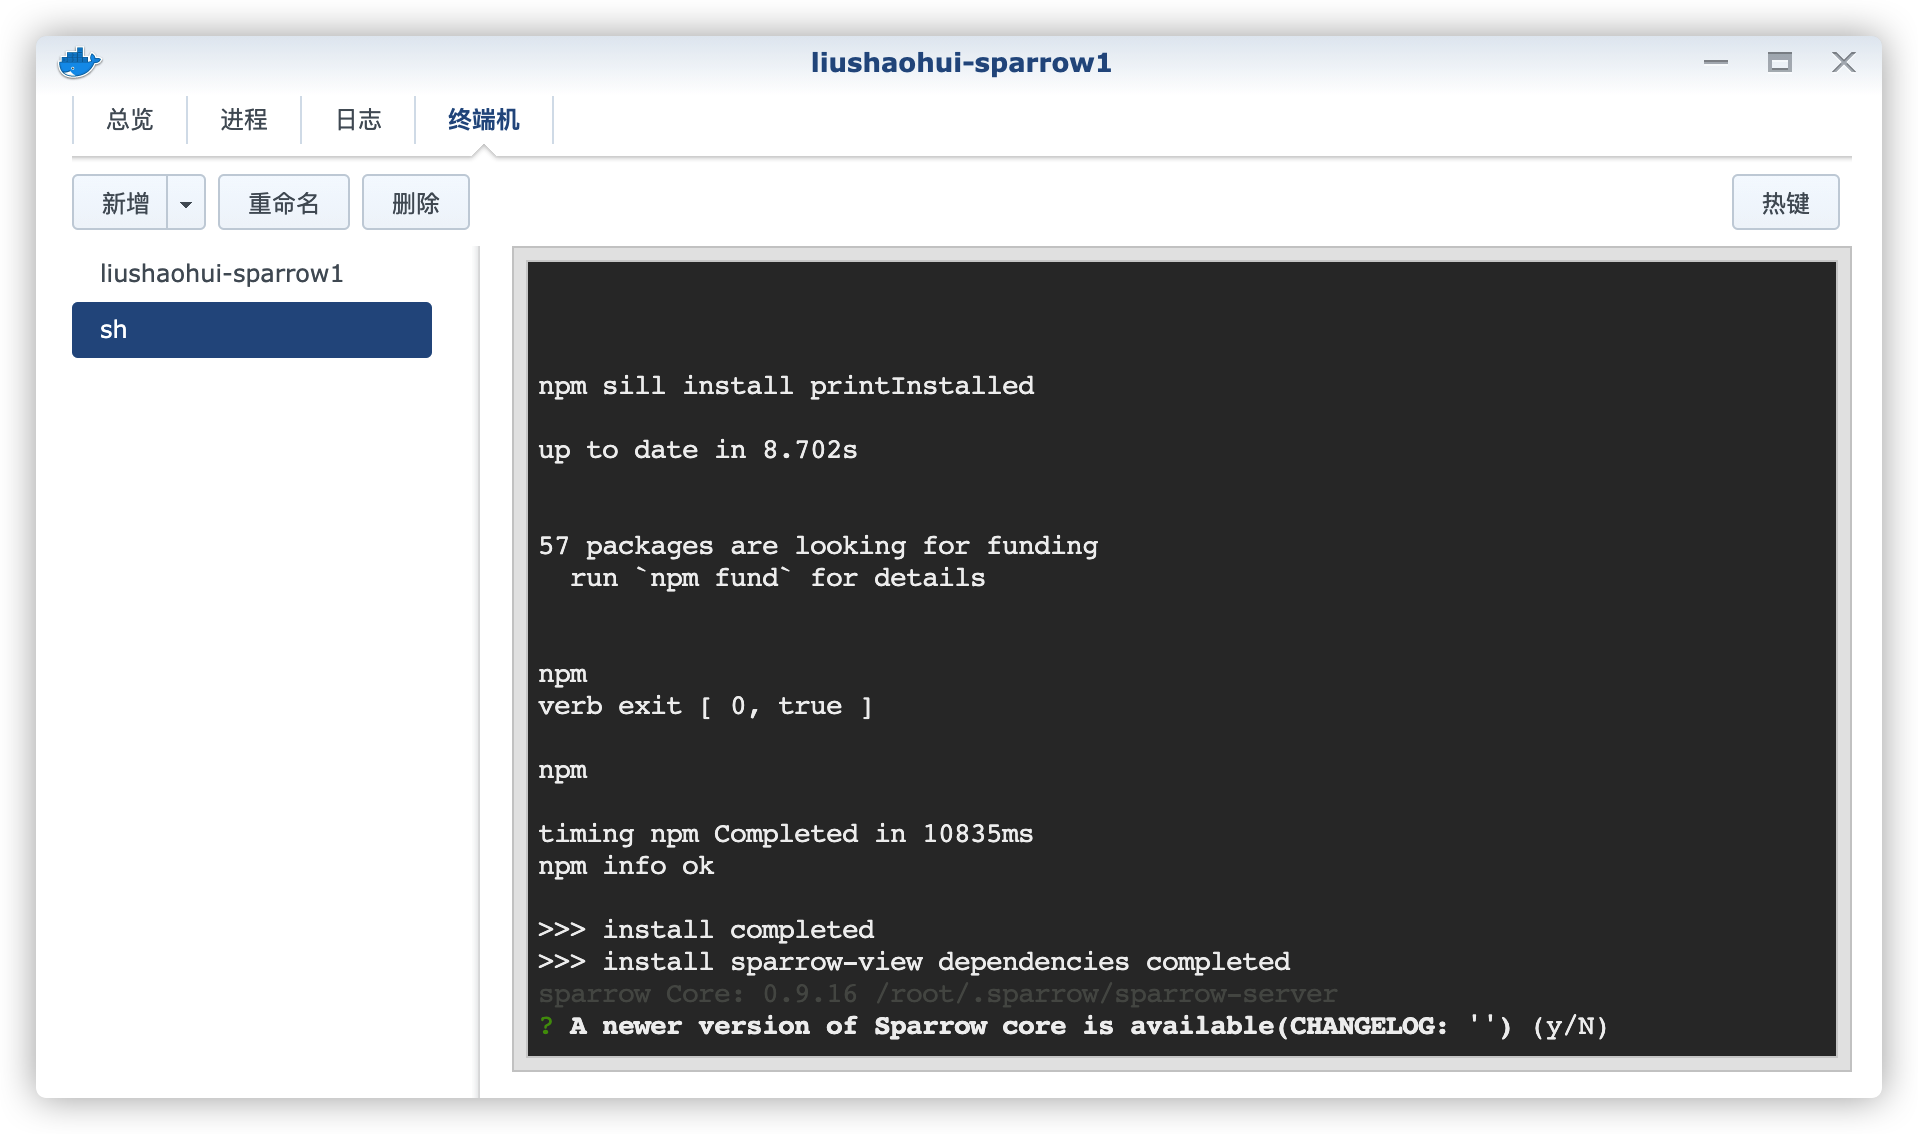 liushaohui-sparrow1
总览 进程 日志 终端机
新增 重命名 删除 热键
liushaohui-sparrow1
sh
npm sill install printInstalled
up to date in 8.702s
57 packages are looking for funding
run `npm fund` for details
npm
verb exit [ 0, true ]
npm
timing npm Completed in 10835ms
npm info ok
>>> install completed
>>> install sparrow-view dependencies completed
sparrow Core: 0.9.16 /root/.sparrow/sparrow-server
? A newer version of Sparrow core is available(CHANGELOG: '') (y/N)